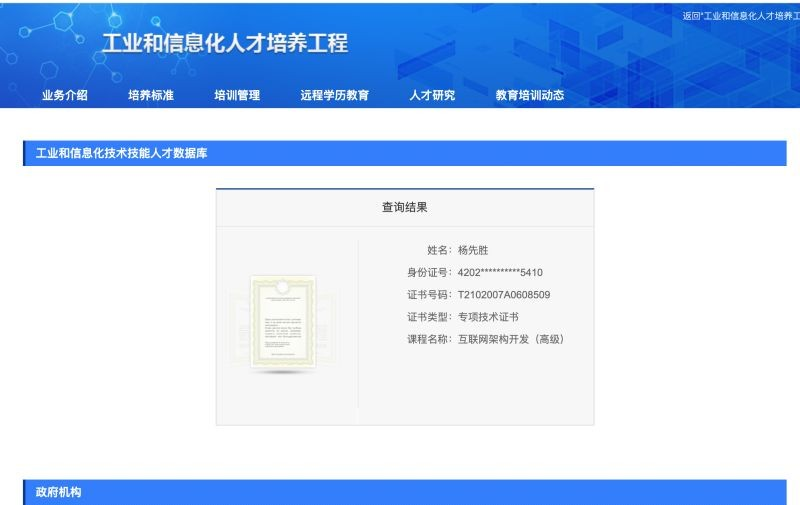 返回"工业和信息化人才培养工
工业和信息化人才培养工程
业务介绍 培养标准 培训管理 远程学历教育 人才研究 教育培训动态
工业和信息化技术技能人才数据库
查询结果
姓名：杨先胜
身份证号：4202**********5410
证书号码：T2102007A0608509
证书类型：专项技术证书
课程名称：互联网架构开发（高级）
政府机构